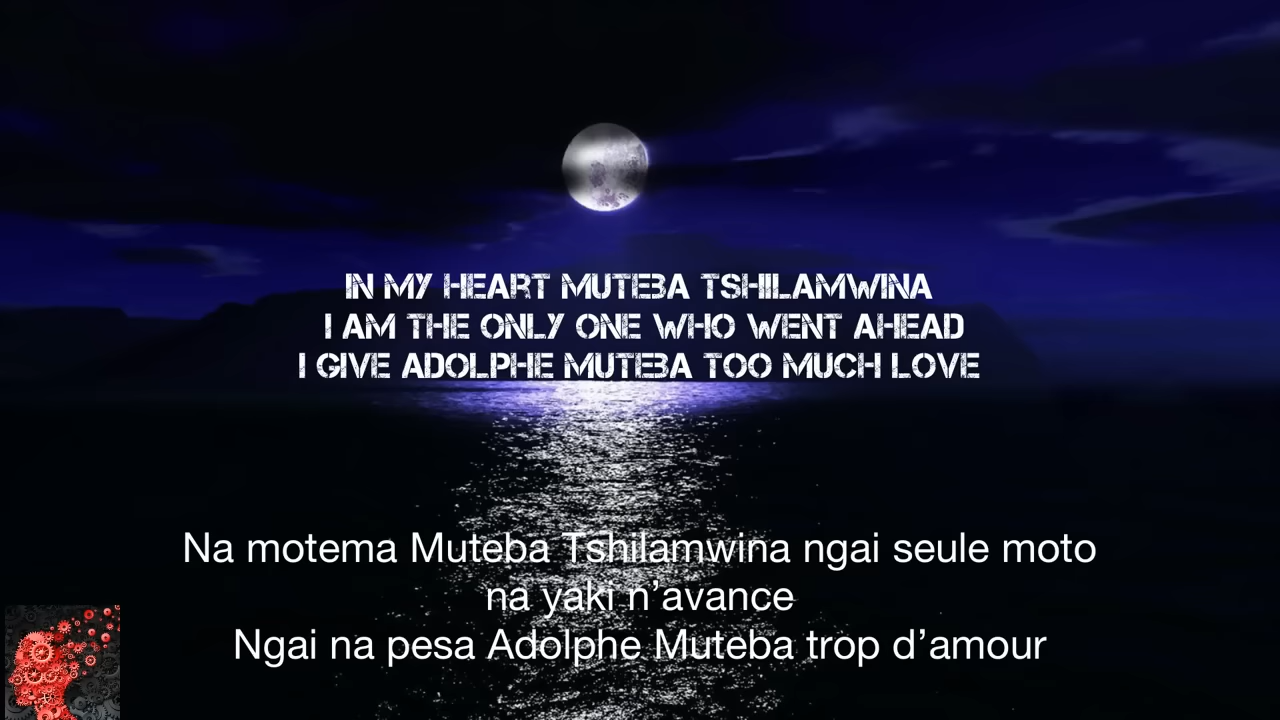 IN MY HEART MUTEBA TSHILAMWINA
I AM THE ONLY ONE WHO WENT AHEAD
I GIVE ADOLPHE MUTEBA TOO MUCH LOVE
Na motema Muteba Tshilamwina ngai seule moto
na yaki n’avance
Ngai na pesa Adolphe Muteba trop d’amour